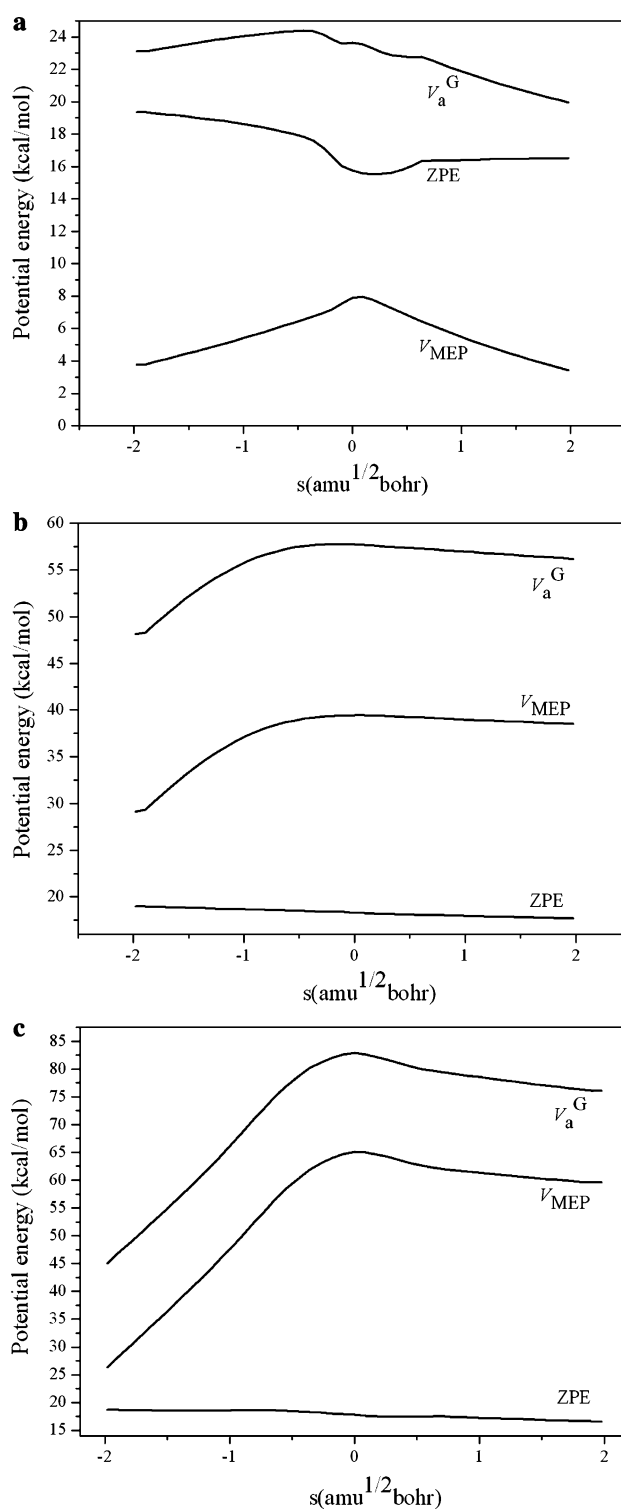 a
24
22
20
18
16
14
12
10
8
6
4
2
0
Potential energy (kcal/mol)
V_a^G
ZPE
V_MEP
-2 -1 0 1 2
s(amu^1/2 bohr)
b
60
55
50
45
40
35
30
25
20
Potential energy (kcal/mol)
V_a^G
V_MEP
ZPE
-2 -1 0 1 2
s(amu^1/2 bohr)
c
85
80
75
70
65
60
55
50
45
40
35
30
25
20
15
Potential energy (kcal/mol)
V_a^G
V_MEP
ZPE
-2 -1 0 1 2
s(amu^1/2 bohr)